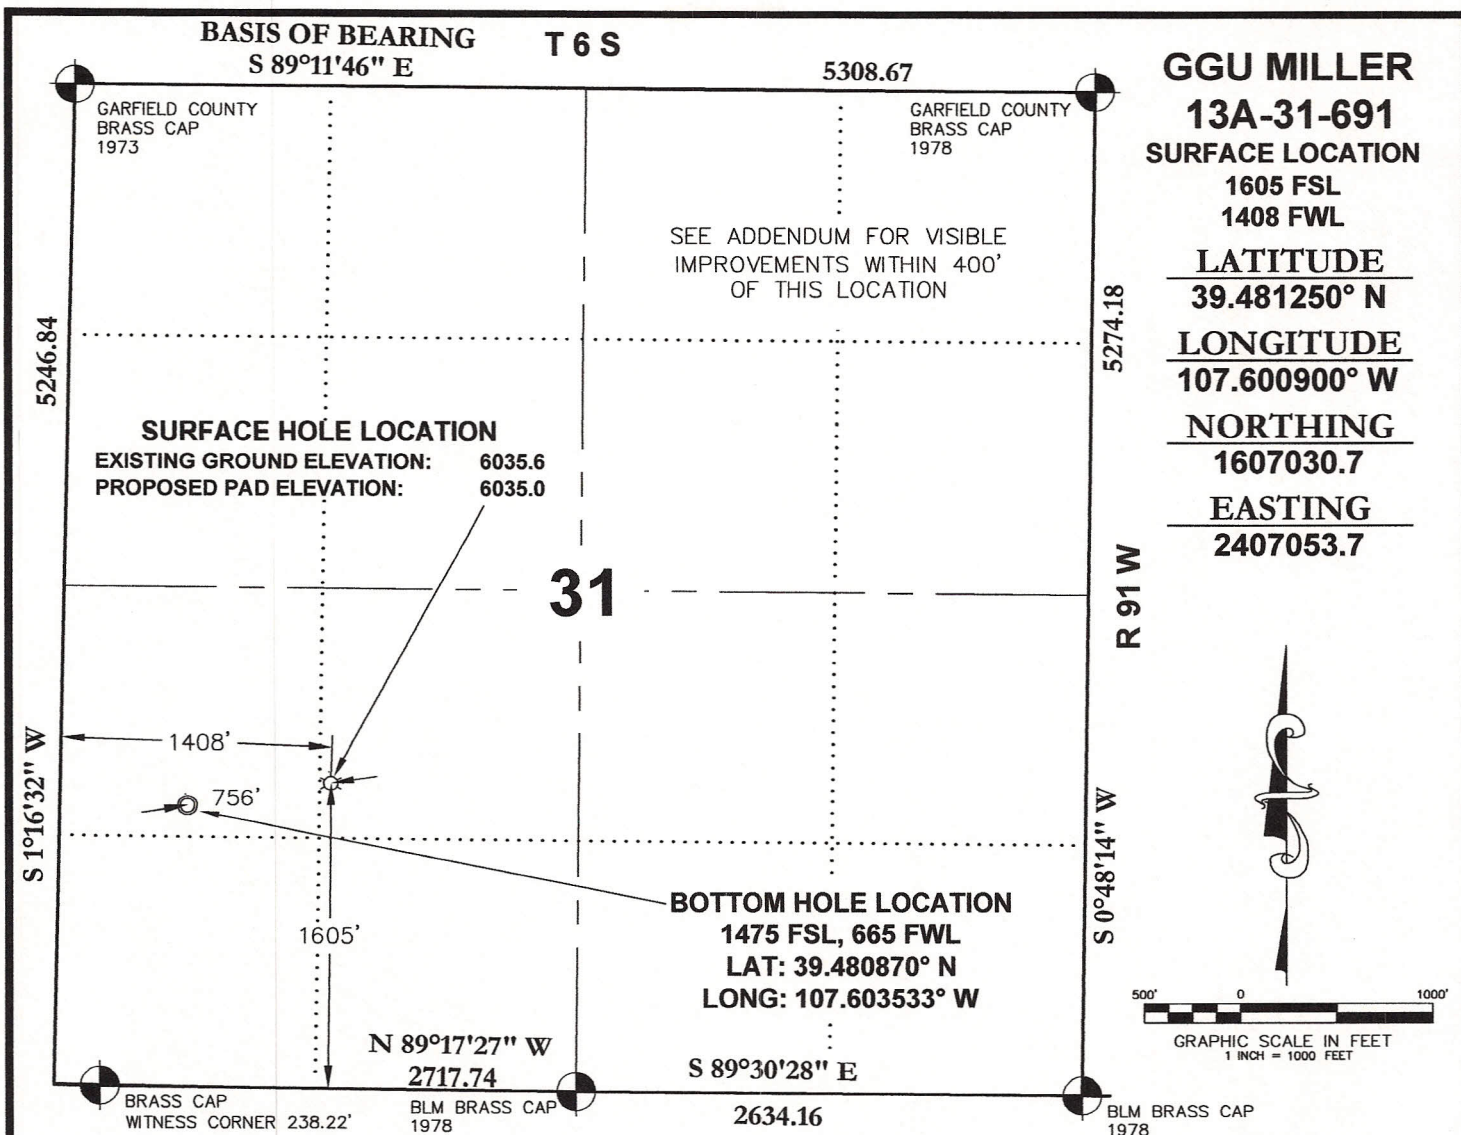 BASIS OF BEARING
S 89°11'46" E
T 6 S
5308.67
GARFIELD COUNTY
BRASS CAP
1973
GARFIELD COUNTY
BRASS CAP
1978
SEE ADDENDUM FOR VISIBLE
IMPROVEMENTS WITHIN 400'
OF THIS LOCATION
5246.84
5274.18
SURFACE HOLE LOCATION
EXISTING GROUND ELEVATION: 6035.6
PROPOSED PAD ELEVATION: 6035.0
31
R 91 W
1408'
756'
S 1°16'32" W
S 0°48'14" W
1605'
BOTTOM HOLE LOCATION
1475 FSL, 665 FWL
LAT: 39.480870° N
LONG: 107.603533° W
N 89°17'27" W
2717.74
S 89°30'28" E
2634.16
BRASS CAP
WITNESS CORNER 238.22'
BLM BRASS CAP
1978
BLM BRASS CAP
1978
GGU MILLER
13A-31-691
SURFACE LOCATION
1605 FSL
1408 FWL
LATITUDE
39.481250° N
LONGITUDE
107.600900° W
NORTHING
1607030.7
EASTING
2407053.7
500' 0 1000'
GRAPHIC SCALE IN FEET
1 INCH = 1000 FEET